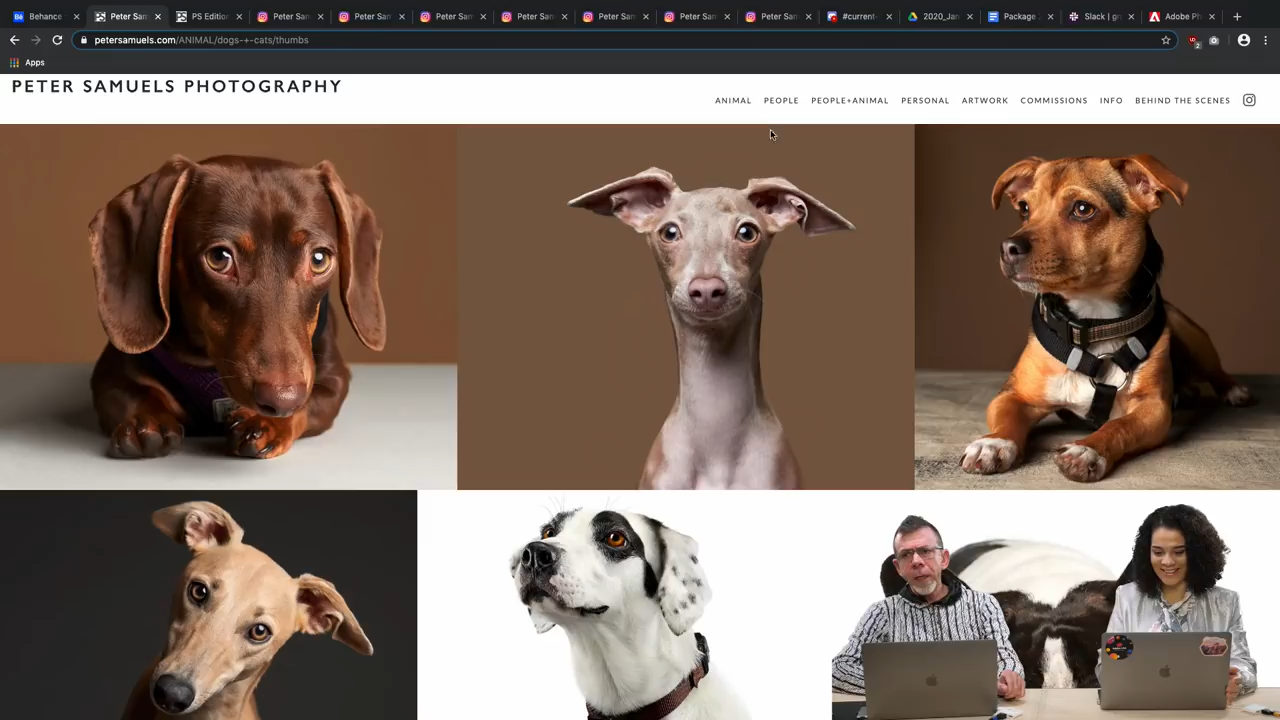 Behance
Peter Sam
PS Edition
Peter Sam
Peter Sam
Peter Sam
Peter Sam
Peter Sam
Peter Sam
Peter Sam
#current-
2020_Jan
Package
Slack | g
Adobe Ph
petersamuels.com/ANIMAL/dogs-+-cats/thumbs
2
Apps
PETER SAMUELS PHOTOGRAPHY
ANIMAL PEOPLE PEOPLE+ANIMAL PERSONAL ARTWORK COMMISSIONS INFO BEHIND THE SCENES